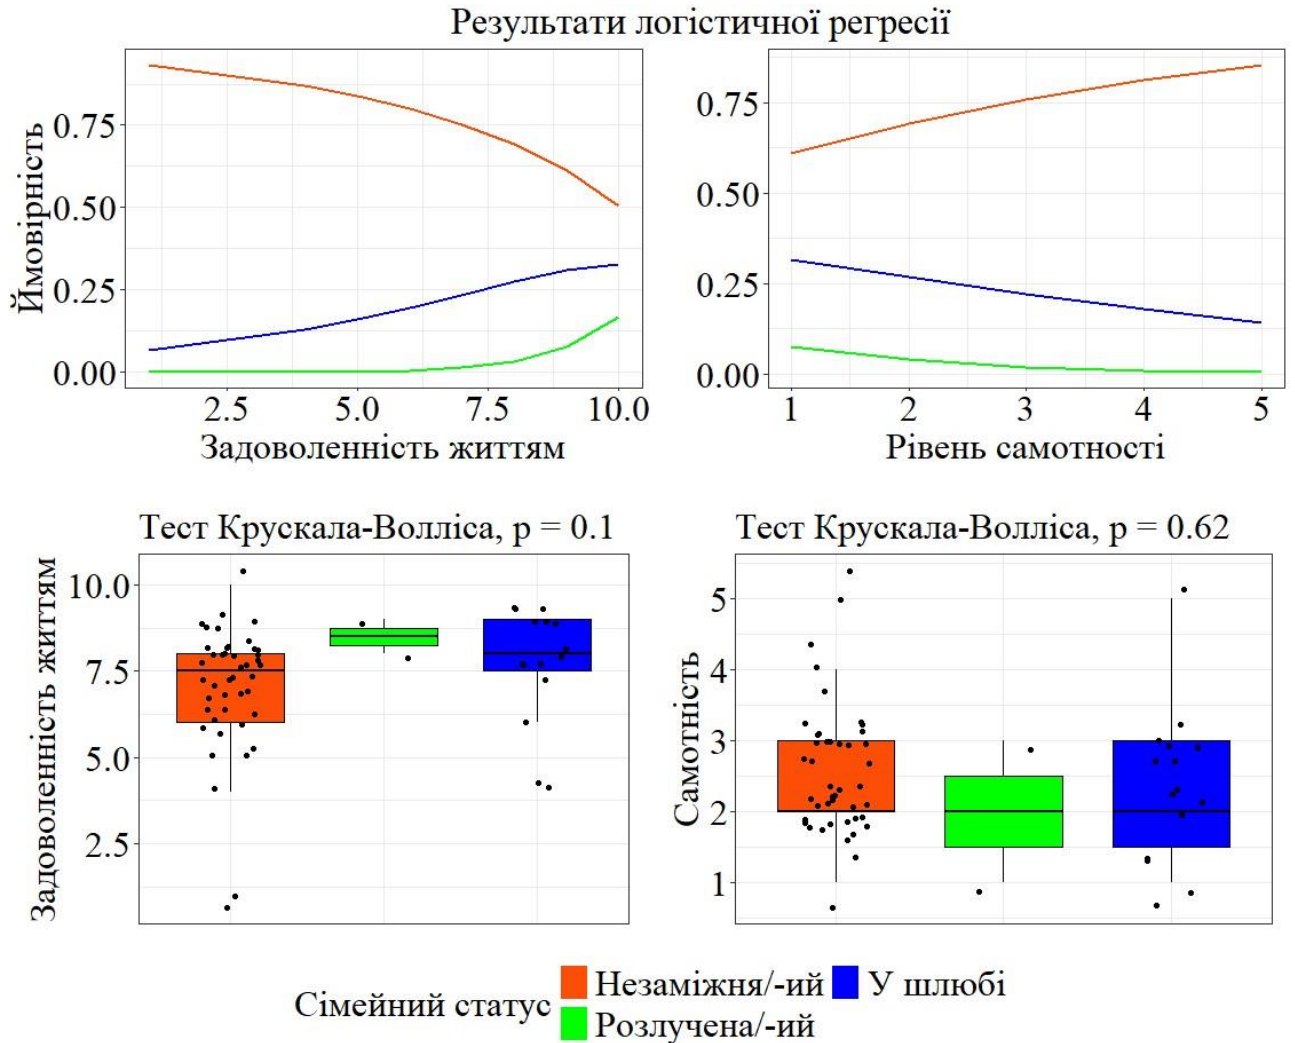 Результати логістичної регресії
Ймовірність
0.75
0.50
0.25
0.00
2.5 5.0 7.5 10.0
Задоволенність життям
0.75
0.50
0.25
0.00
1 2 3 4 5
Рівень самотності
Тест Крускала-Волліса, p = 0.1
Задоволенність життям
10.0
7.5
5.0
2.5
Тест Крускала-Волліса, p = 0.62
Самотність
5
4
3
2
1
Сімейний статус
Незаміжня/-ий
У шлюбі
Розлучена/-ий